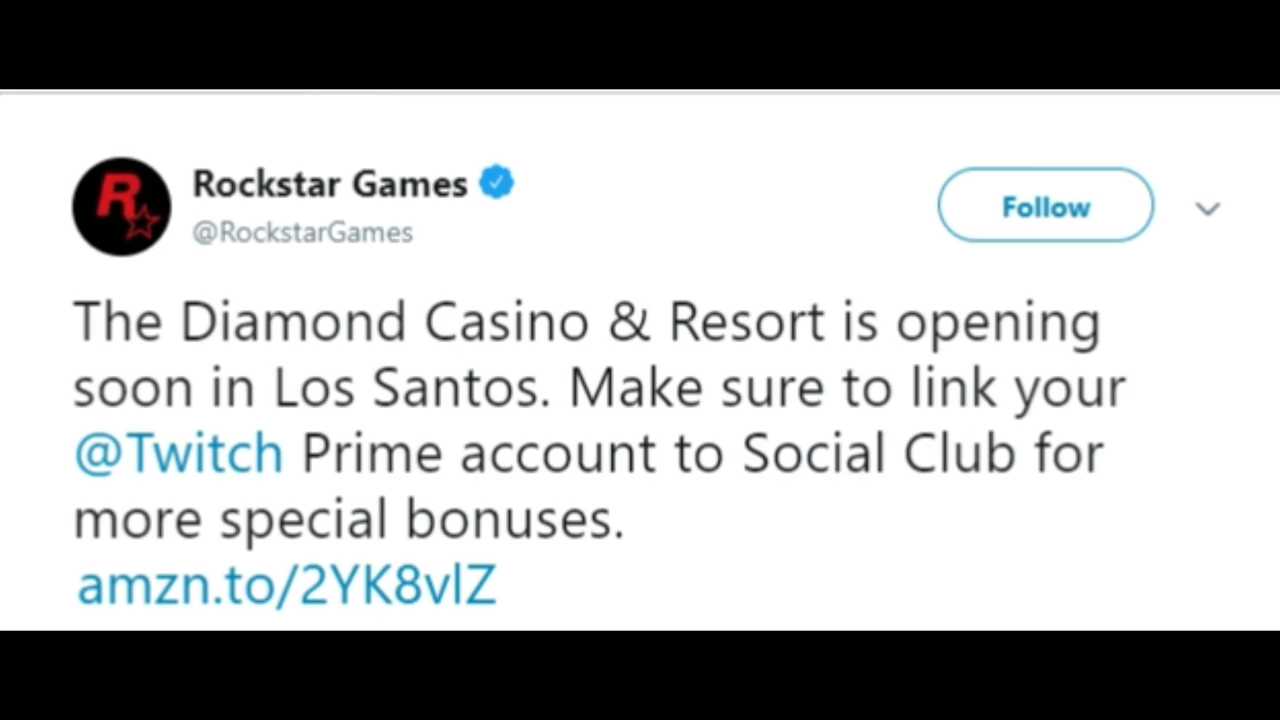 Rockstar Games
@RockstarGames
Follow
The Diamond Casino & Resort is opening
soon in Los Santos. Make sure to link your
@Twitch Prime account to Social Club for
more special bonuses.
amzn.to/2YK8vlZ